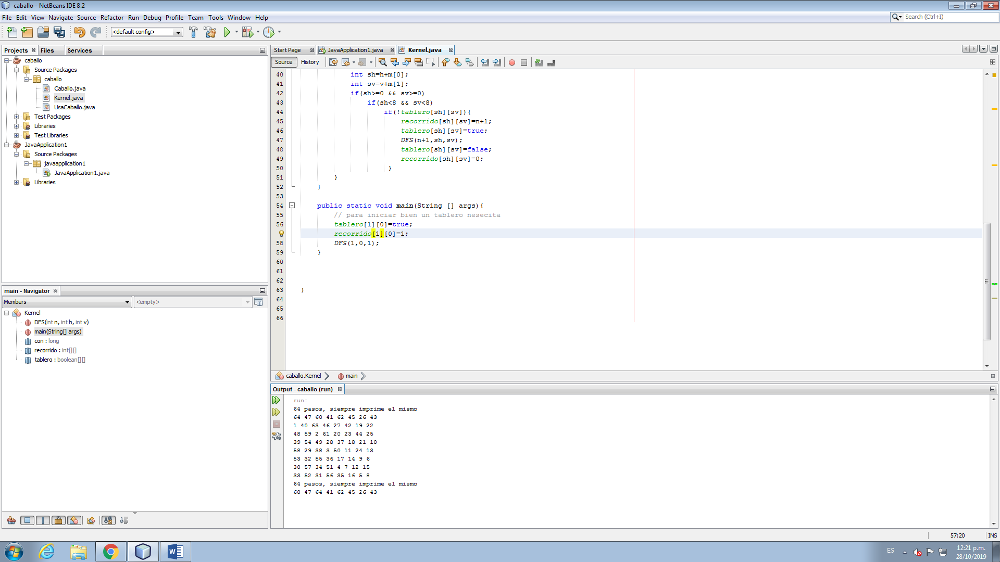 caballo - NetBeans IDE 8.2
File Edit View Navigate Source Refactor Run Debug Profile Team Tools Window Help
Search (Ctrl+I)
<default config>
Projects Files Services
caballo
Source Packages
caballo
Caballo.java
Kernel.java
UsaCaballo.java
Test Packages
Libraries
Test Libraries
JavaApplication1
Source Packages
javaapplication1
JavaApplication1.java
Libraries
main - Navigator
Members
<empty>
Kernel
DFS(int n, int h, int v)
main(String[] args)
con : long
recorrido : int[][]
tablero : boolean[][]
Start Page JavaApplication1.java Kernel.java
Source History
40 int sh=h+m[0];
41 int sv=v+m[1];
42 if(sh>=0 && sv>=0)
43 if(sh<8 && sv<8)
44 if(!tablero[sh][sv]){
45 recorrido[sh][sv]=n+1;
46 tablero[sh][sv]=true;
47 DFS(n+1,sh,sv);
48 tablero[sh][sv]=false;
49 recorrido[sh][sv]=0;
50 }
51 }
52 }
53
54 public static void main(String [] args){
55 // para iniciar bien un tablero nesecita
56 tablero[1][0]=true;
recorrido[1][0]=1;
58 DFS(1,0,1);
59 }
60
61
62
63 }
64
65
66
caballo.Kernel main
Output - caballo (run)
run:
64 pasos, siempre imprime el mismo
64 47 60 41 62 45 26 43
1 40 63 46 27 42 19 22
48 59 2 61 20 23 44 25
39 54 49 28 37 18 21 10
58 29 38 3 50 11 24 13
53 32 55 36 17 14 9 6
30 57 34 51 4 7 12 15
33 52 31 56 35 16 5 8
64 pasos, siempre imprime el mismo
60 47 64 41 62 45 26 43
57:20 INS
ES
12:21 p.m.
28/10/2019